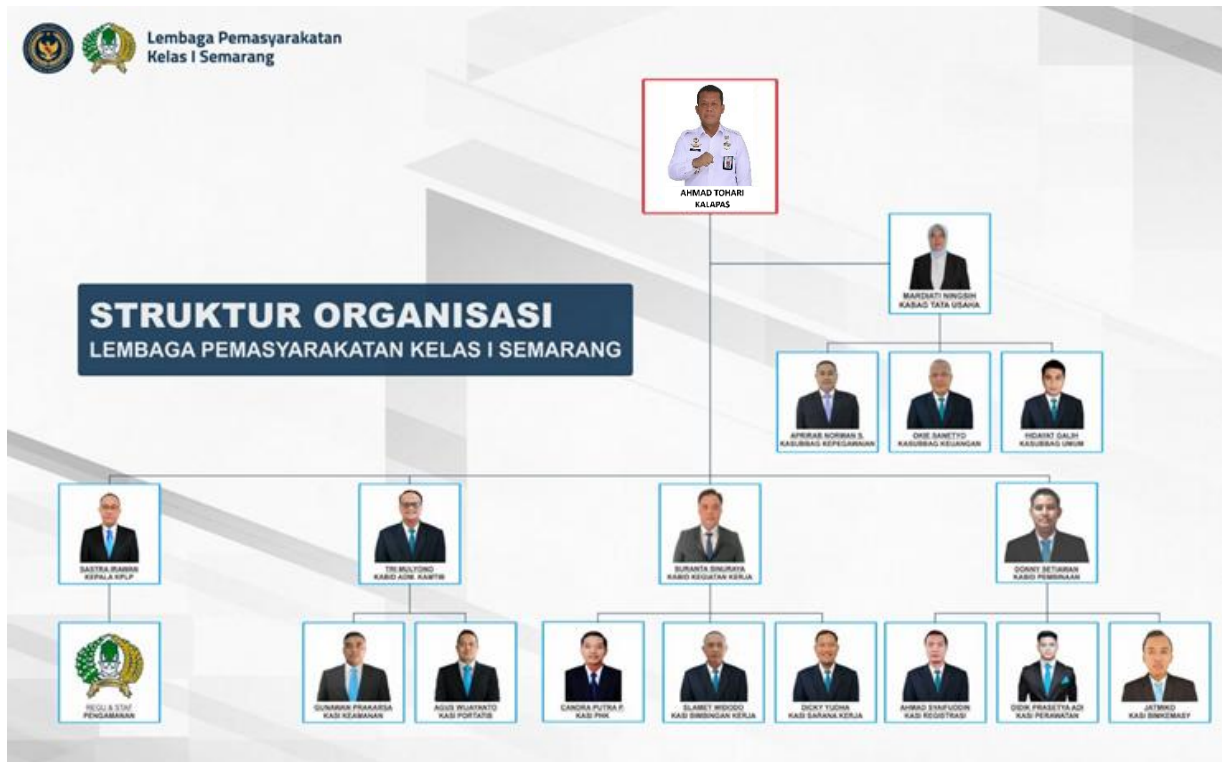 Lembaga Pemasyarakatan
Kelas I Semarang
AHMAD TOHARI
KALAPAS
MARDIATI NINGSIH
KABAG TATA USAHA
STRUKTUR ORGANISASI
LEMBAGA PEMASYARAKATAN KELAS I SEMARANG
APRIRAB NORMAN S.
KASUBBAG KEPEGAWAIAN
OKIE SANETYO
KASUBBAG KEUANGAN
HIDAYAT GALIH
KASUBBAG UMUM
SASTRA IRAWAN
KEPALA KPLP
TRI MULYONO
KABID ADM. KAMTIB
SURANTA SINURAYA
KABID KEGIATAN KERJA
DONNY SETIAWAN
KABID PEMBINAAN
REGU & STAF
PENGAMANAN
GUNAWAN PRAKARSA
KASI KEAMANAN
AGUS WIJAYANTO
KASI PORTATIB
CANDRA PUTRA P.
KASI PHK
SLAMET WIDODO
KASI BIMBINGAN KERJA
DICKY YUDHA
KASI SARANA KERJA
AHMAD SYAIFUDDIN
KASI REGISTRASI
DIDIK PRASETYA ADI
KASI PERAWATAN
JATMIKO
KASI BIMKEMASY